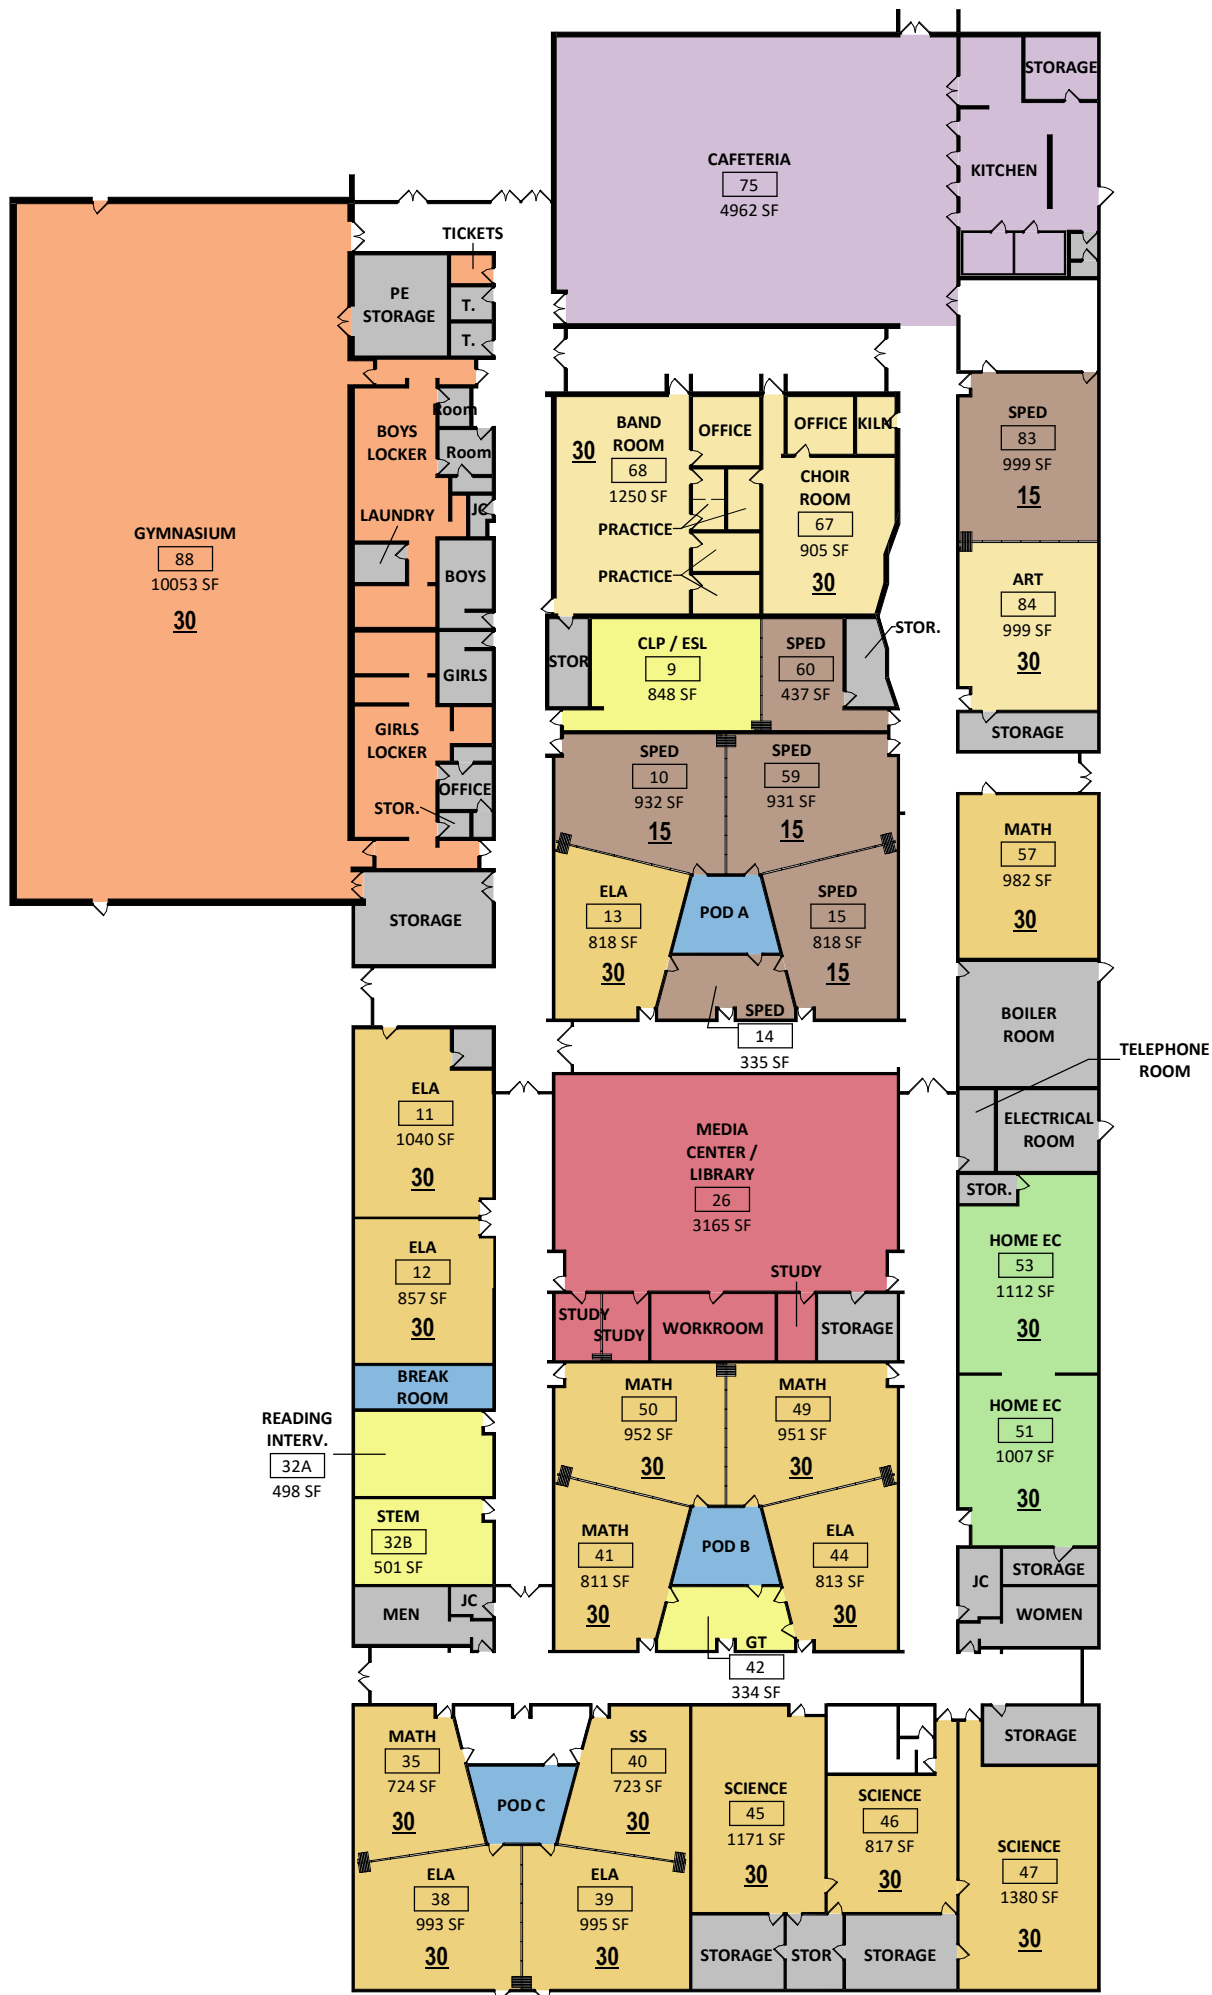 STORAGE
CAFETERIA
75
4962 SF
KITCHEN
TICKETS
PE
STORAGE
T.
T.
Room
BOYS
LOCKER
Room
LAUNDRY
JC
GYMNASIUM
88
10053 SF
30
BOYS
GIRLS
GIRLS
LOCKER
OFFICE
STOR.
STORAGE
BAND
ROOM
30
68
1250 SF
OFFICE
OFFICE
KILN
CHOIR
ROOM
67
905 SF
30
PRACTICE
PRACTICE
SPED
83
999 SF
15
ART
84
999 SF
30
STORAGE
STOR
CLP / ESL
9
848 SF
SPED
60
437 SF
STOR.
SPED
10
932 SF
15
SPED
59
931 SF
15
ELA
13
818 SF
30
POD A
SPED
15
818 SF
15
SPED
14
335 SF
MATH
57
982 SF
30
BOILER
ROOM
TELEPHONE
ROOM
ELECTRICAL
ROOM
STOR.
ELA
11
1040 SF
30
ELA
12
857 SF
30
BREAK
ROOM
READING
INTERV.
32A
498 SF
STEM
32B
501 SF
MEN
JC
MEDIA
CENTER /
LIBRARY
26
3165 SF
STUDY
STUDY
STUDY
WORKROOM
STORAGE
HOME EC
53
1112 SF
30
HOME EC
51
1007 SF
30
STORAGE
JC
WOMEN
MATH
50
952 SF
30
MATH
49
951 SF
30
MATH
41
811 SF
30
POD B
ELA
44
813 SF
30
GT
42
334 SF
MATH
35
724 SF
30
POD C
SS
40
723 SF
30
ELA
38
993 SF
30
ELA
39
995 SF
30
SCIENCE
45
1171 SF
30
SCIENCE
46
817 SF
30
STORAGE
SCIENCE
47
1380 SF
30
STORAGE
STOR
STORAGE